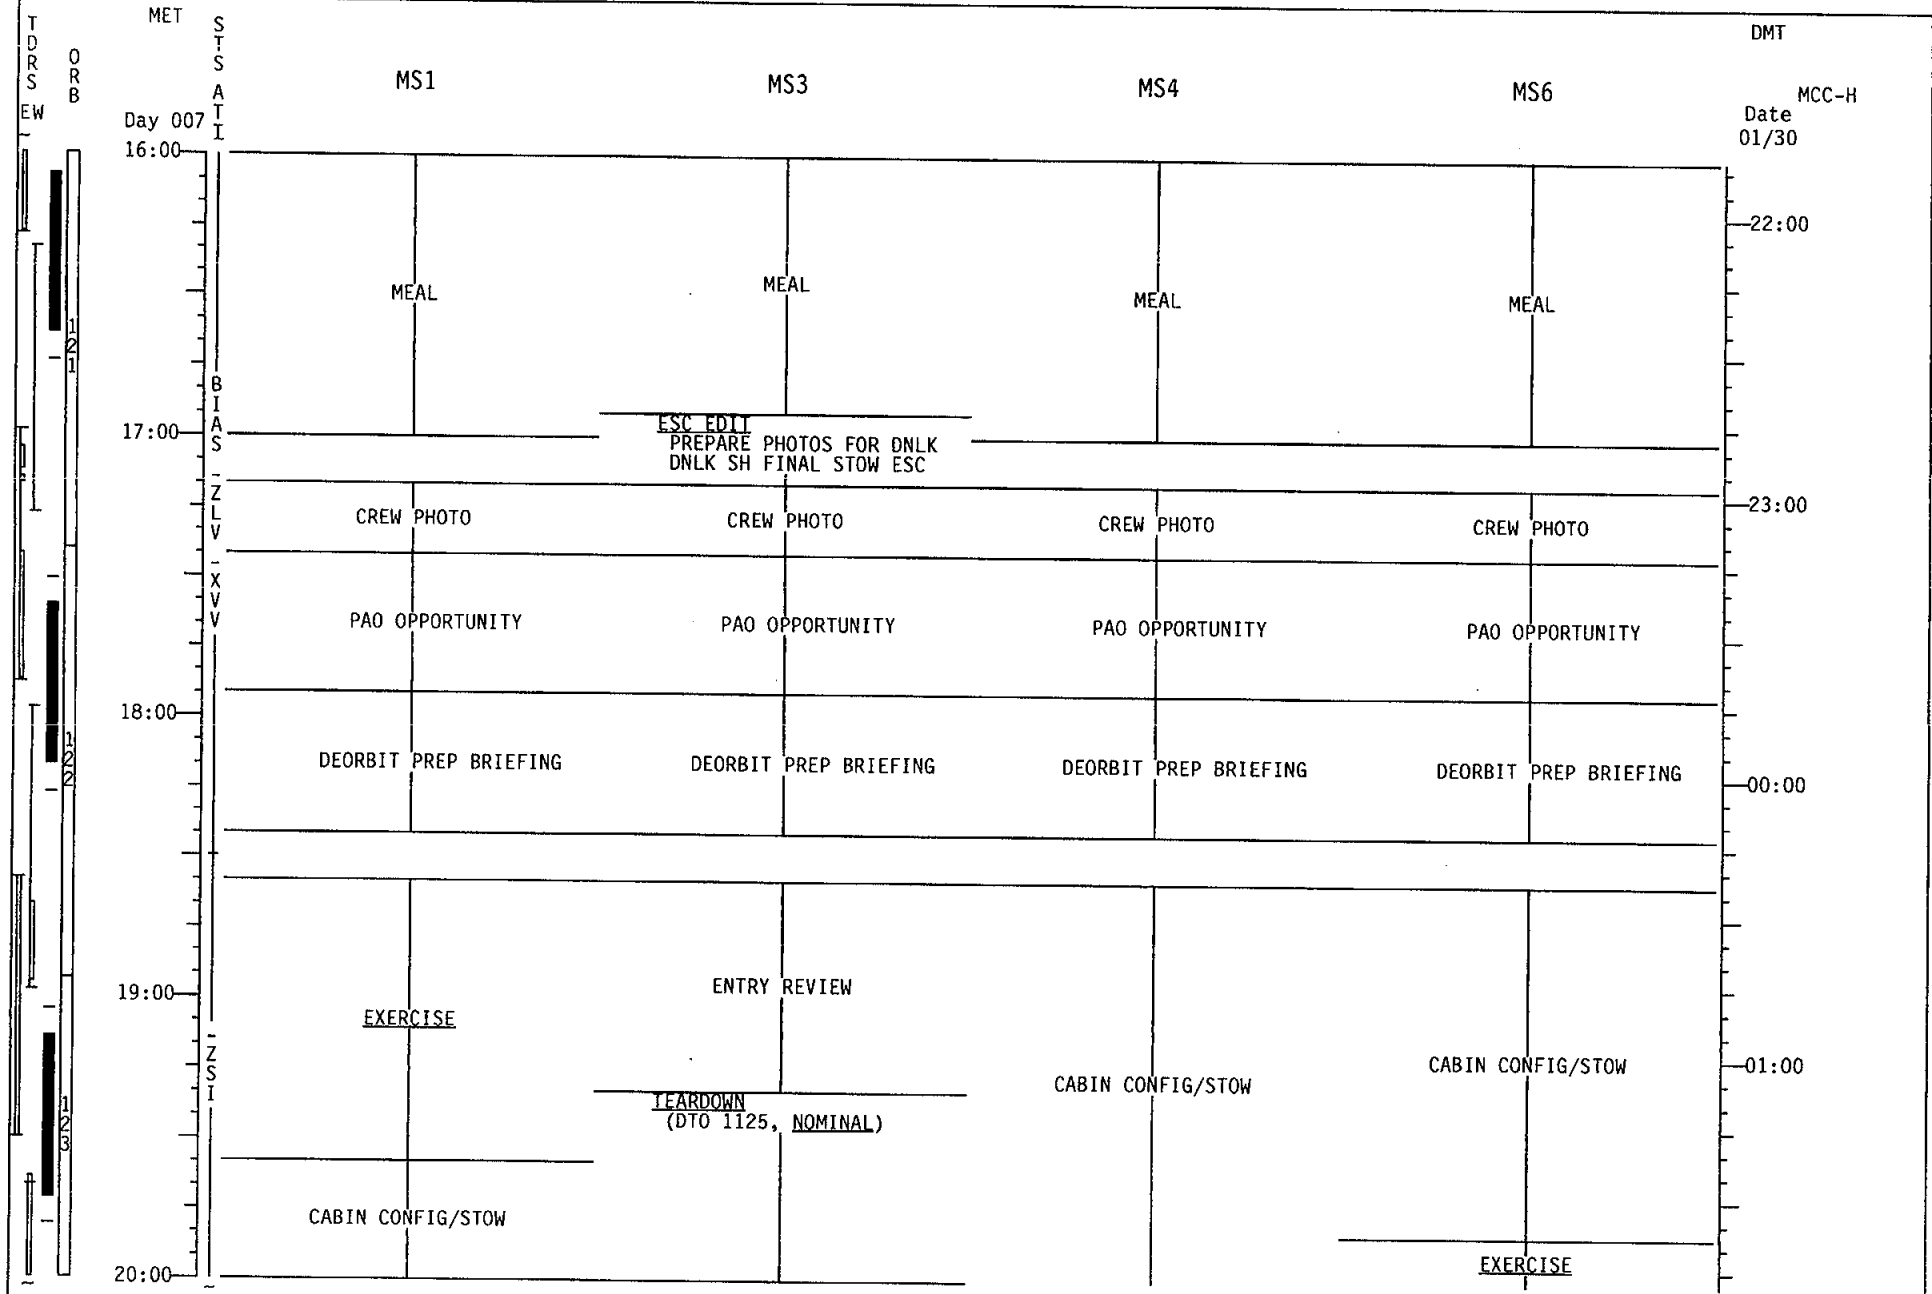 TDRS
EW
ORB
MET
STS ATTI
DMT
MS1 MS3 MS4 MS6
MCC-H
Day 007
Date
01/30
16:00
22:00
MEAL MEAL MEAL MEAL
121
BIAS -ZLV -XVV
17:00
ESC EDIT
PREPARE PHOTOS FOR DNLK
DNLK SH FINAL STOW ESC
23:00
CREW PHOTO CREW PHOTO CREW PHOTO CREW PHOTO
PAO OPPORTUNITY PAO OPPORTUNITY PAO OPPORTUNITY PAO OPPORTUNITY
18:00
122
DEORBIT PREP BRIEFING DEORBIT PREP BRIEFING DEORBIT PREP BRIEFING DEORBIT PREP BRIEFING
00:00
19:00
ENTRY REVIEW
EXERCISE
-ZSI
CABIN CONFIG/STOW CABIN CONFIG/STOW
01:00
123
TEARDOWN
(DTO 1125, NOMINAL)
CABIN CONFIG/STOW
EXERCISE
20:00